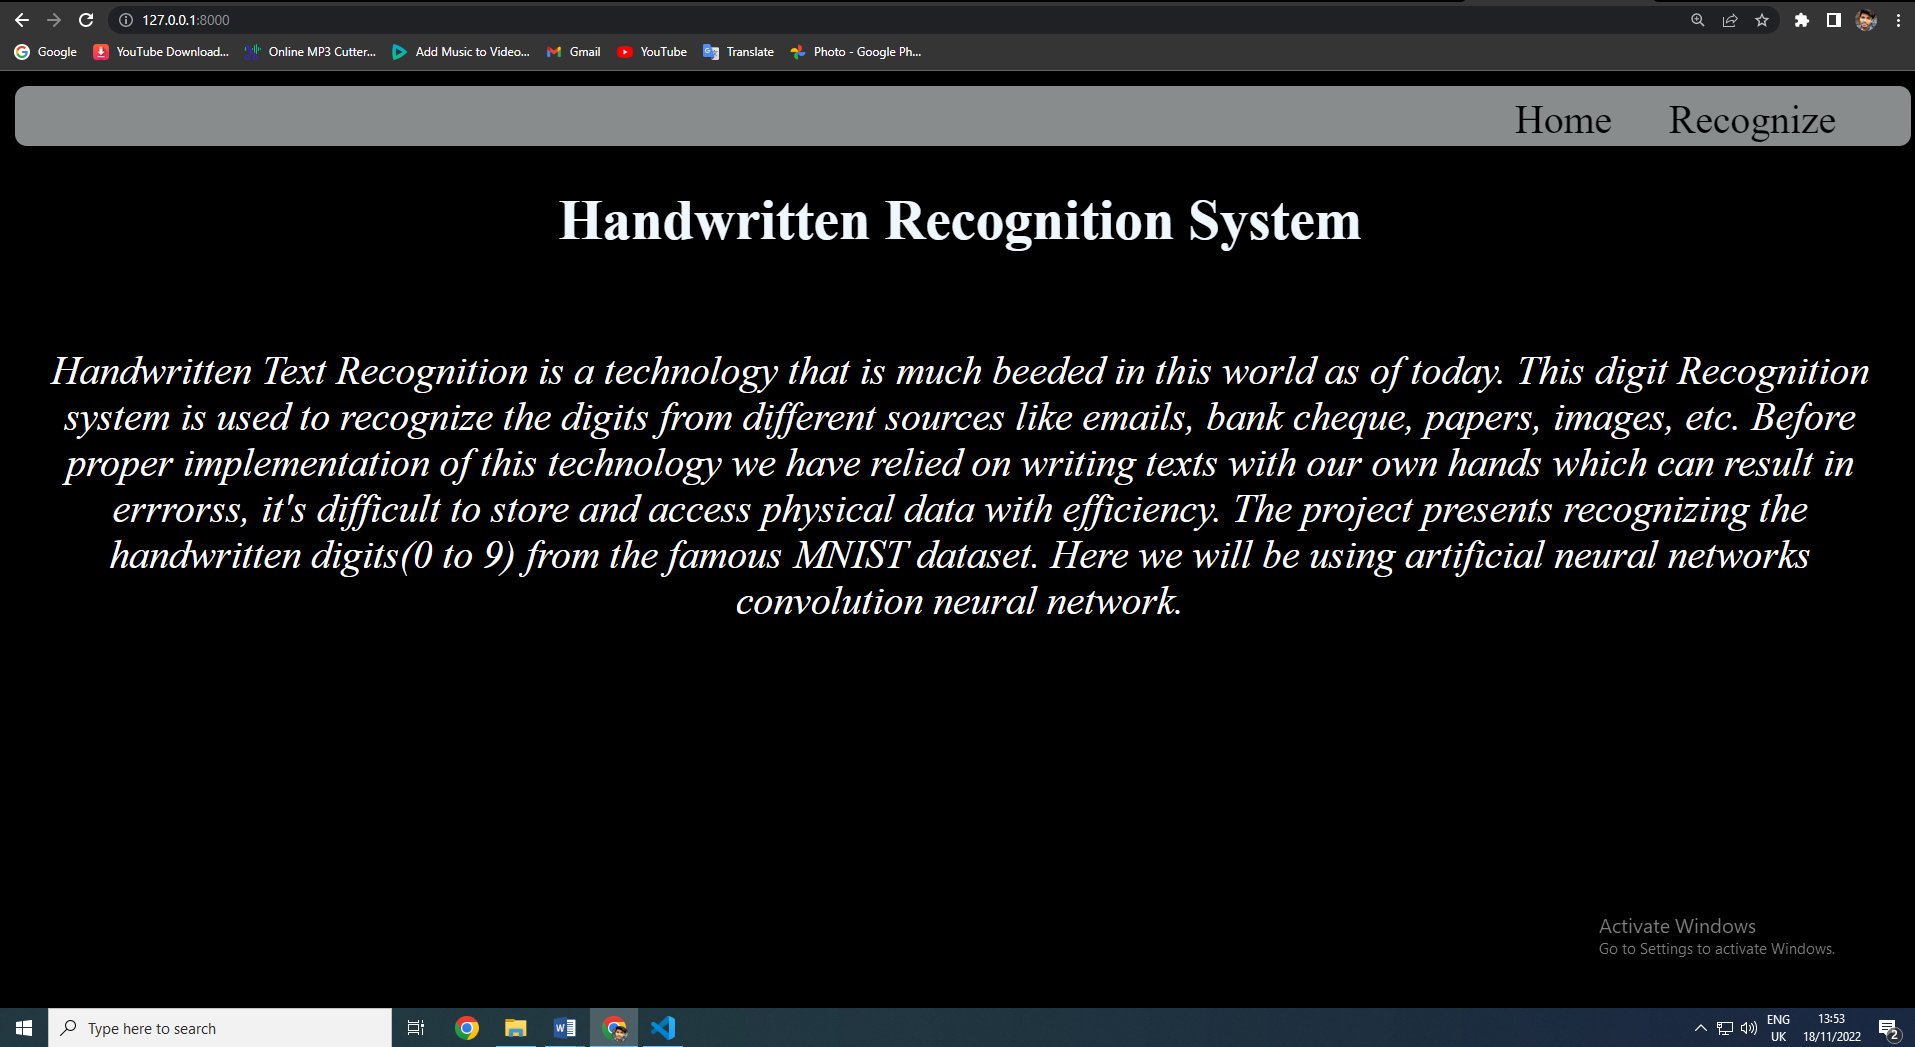 127.0.0.1:8000
Google YouTube Download... Online MP3 Cutter... Add Music to Video... Gmail YouTube Translate Photo - Google Ph...
Home Recognize
Handwritten Recognition System
Handwritten Text Recognition is a technology that is much beeded in this world as of today. This digit Recognition
system is used to recognize the digits from different sources like emails, bank cheque, papers, images, etc. Before
proper implementation of this technology we have relied on writing texts with our own hands which can result in
errrorss, it's difficult to store and access physical data with efficiency. The project presents recognizing the
handwritten digits(0 to 9) from the famous MNIST dataset. Here we will be using artificial neural networks
convolution neural network.
Activate Windows
Go to Settings to activate Windows.
Type here to search
ENG 13:53
UK 18/11/2022 2